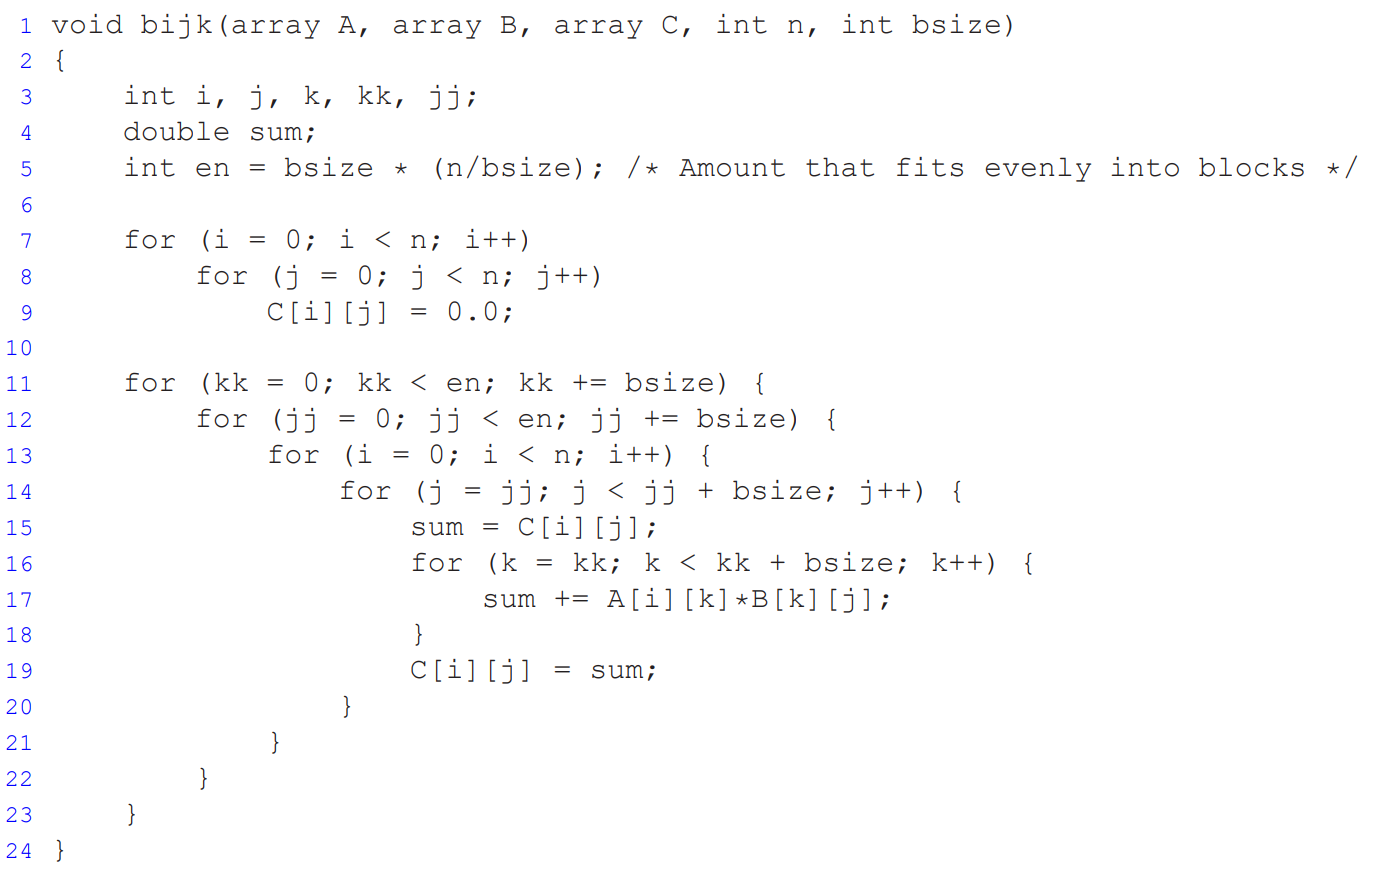 1 void bijk(array A, array B, array C, int n, int bsize)
2 {
3     int i, j, k, kk, jj;
4     double sum;
5     int en = bsize * (n/bsize); /* Amount that fits evenly into blocks */
6
7     for (i = 0; i < n; i++)
8         for (j = 0; j < n; j++)
9             C[i][j] = 0.0;
10
11     for (kk = 0; kk < en; kk += bsize) {
12         for (jj = 0; jj < en; jj += bsize) {
13             for (i = 0; i < n; i++) {
14                 for (j = jj; j < jj + bsize; j++) {
15                     sum = C[i][j];
16                     for (k = kk; k < kk + bsize; k++) {
17                         sum += A[i][k]*B[k][j];
18                     }
19                     C[i][j] = sum;
20                 }
21             }
22         }
23     }
24 }